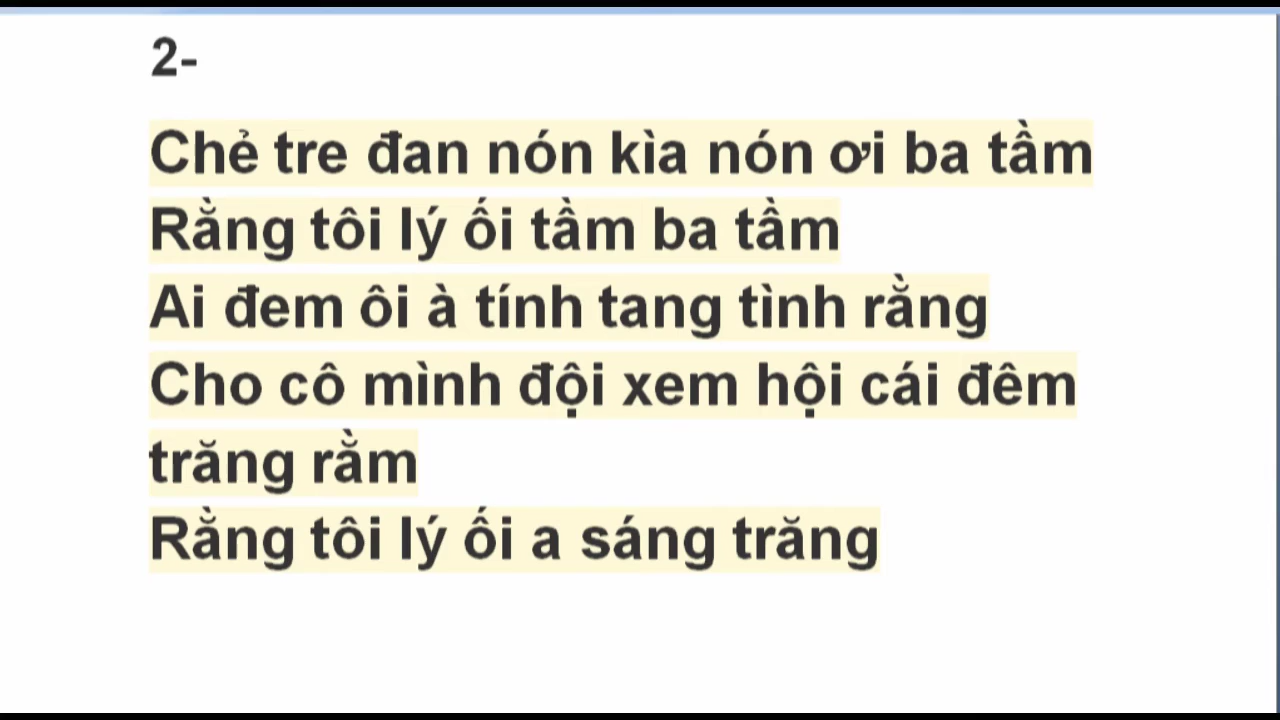 2-
Chẻ tre đan nón kìa nón ơi ba tầm
Rằng tôi lý ối tầm ba tầm
Ai đem ôi à tính tang tình rằng
Cho cô mình đội xem hội cái đêm
trăng rằm
Rằng tôi lý ối a sáng trăng